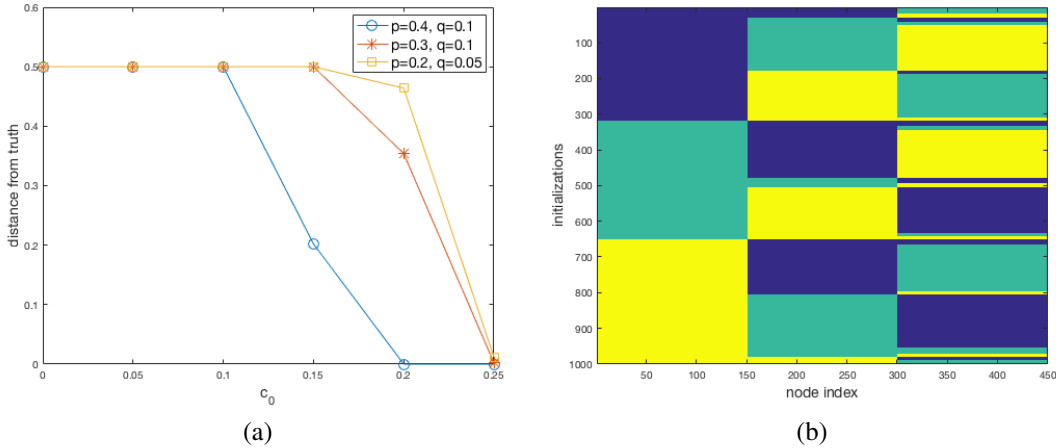 0.6
0.5
0.4
0.3
0.2
0.1
0
distance from truth
0 0.05 0.1 0.15 0.2 0.25
c0
p=0.4, q=0.1
p=0.3, q=0.1
p=0.2, q=0.05
(a)
100
200
300
400
500
600
700
800
900
1000
initializations
50 100 150 200 250 300 350 400 450
node index
(b)